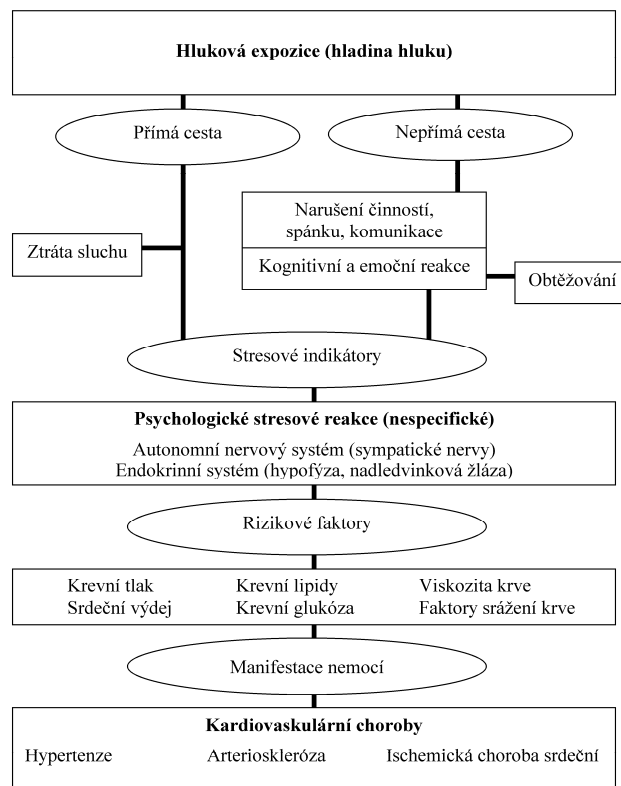 Hluková expozice (hladina hluku)
Přímá cesta
Nepřímá cesta
Narušení činností,
spánku, komunikace
Ztráta sluchu
Kognitivní a emoční reakce
Obtěžování
Stresové indikátory
Psychologické stresové reakce (nespecifické)
Autonomní nervový systém (sympatické nervy)
Endokrinní systém (hypofýza, nadledvinková žláza)
Rizikové faktory
Krevní tlak Krevní lipidy Viskozita krve
Srdeční výdej Krevní glukóza Faktory srážení krve
Manifestace nemocí
Kardiovaskulární choroby
Hypertenze Arterioskleróza Ischemická choroba srdeční